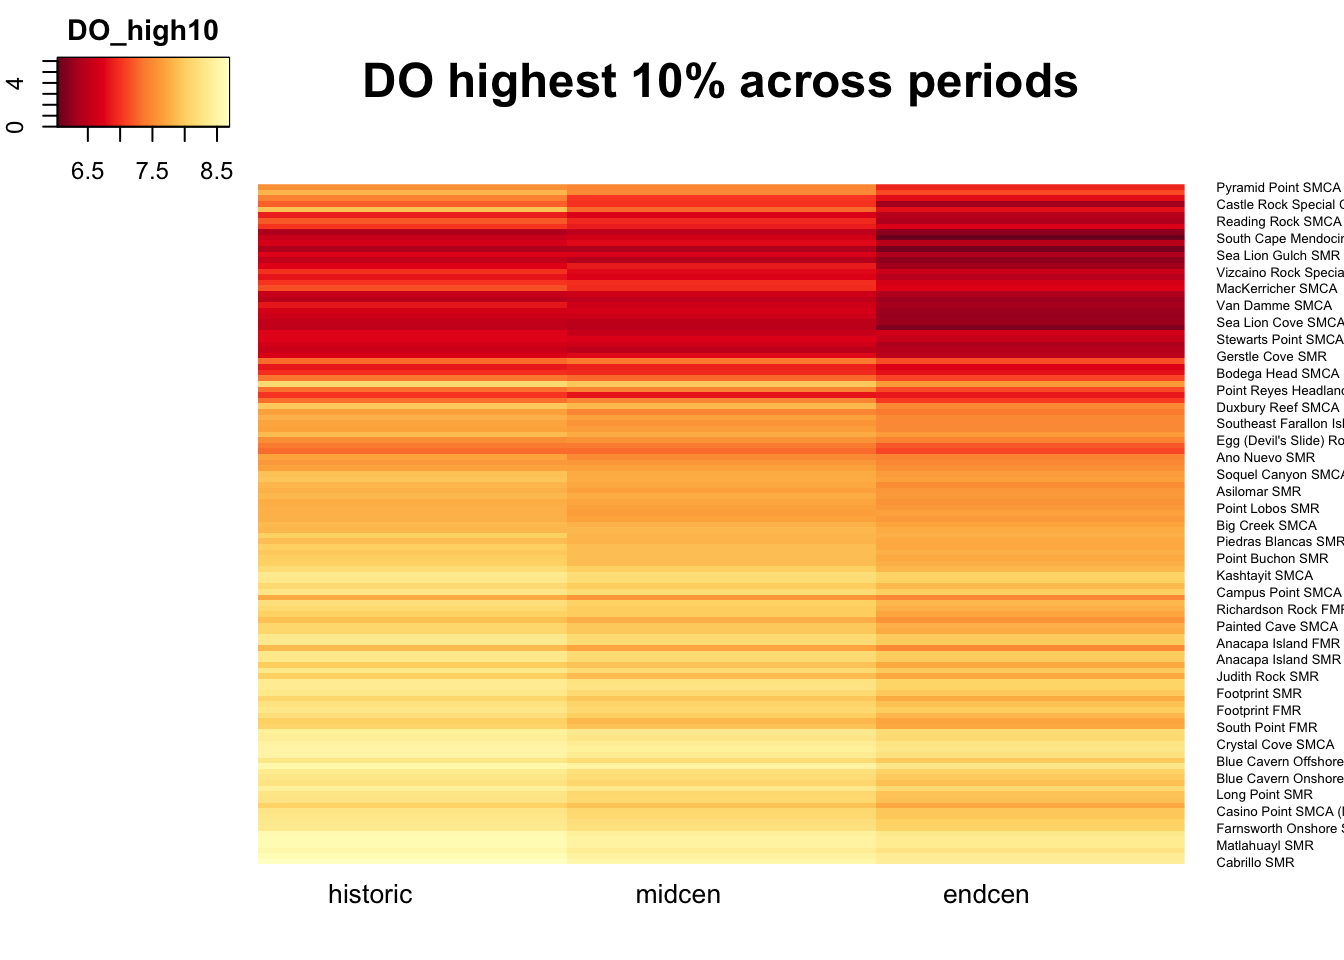 DO_high10
DO highest 10% across periods
4
0
6.5 7.5 8.5
Pyramid Point SMCA
Castle Rock Special
Reading Rock SMCA
South Cape
Sea Lion Gulch SMR
Vizcaino Rock
MacKerricher SMCA
Van Damme SMCA
Sea Lion Cove SMCA
Stewarts Point SMCA
Gerstle Cove SMR
Bodega Head SMCA
Point Reyes
Duxbury Reef SMCA
Southeast Farallon
Egg (Devil's Slide)
Ano Nuevo SMR
Soquel Canyon SMCA
Asilomar SMR
Point Lobos SMR
Big Creek SMCA
Piedras Blancas SMR
Point Buchon SMR
Kashtayit SMCA
Campus Point SMCA
Richardson Rock
Painted Cave SMCA
Anacapa Island FMR
Anacapa Island SMR
Judith Rock SMR
Footprint SMR
Footprint FMR
South Point FMR
Crystal Cove SMCA
Blue Cavern Offshore
Blue Cavern Onshore
Long Point SMR
Casino Point SMCA
Farnsworth Onshore
Matlahuayl SMR
Cabrillo SMR
historic midcen endcen